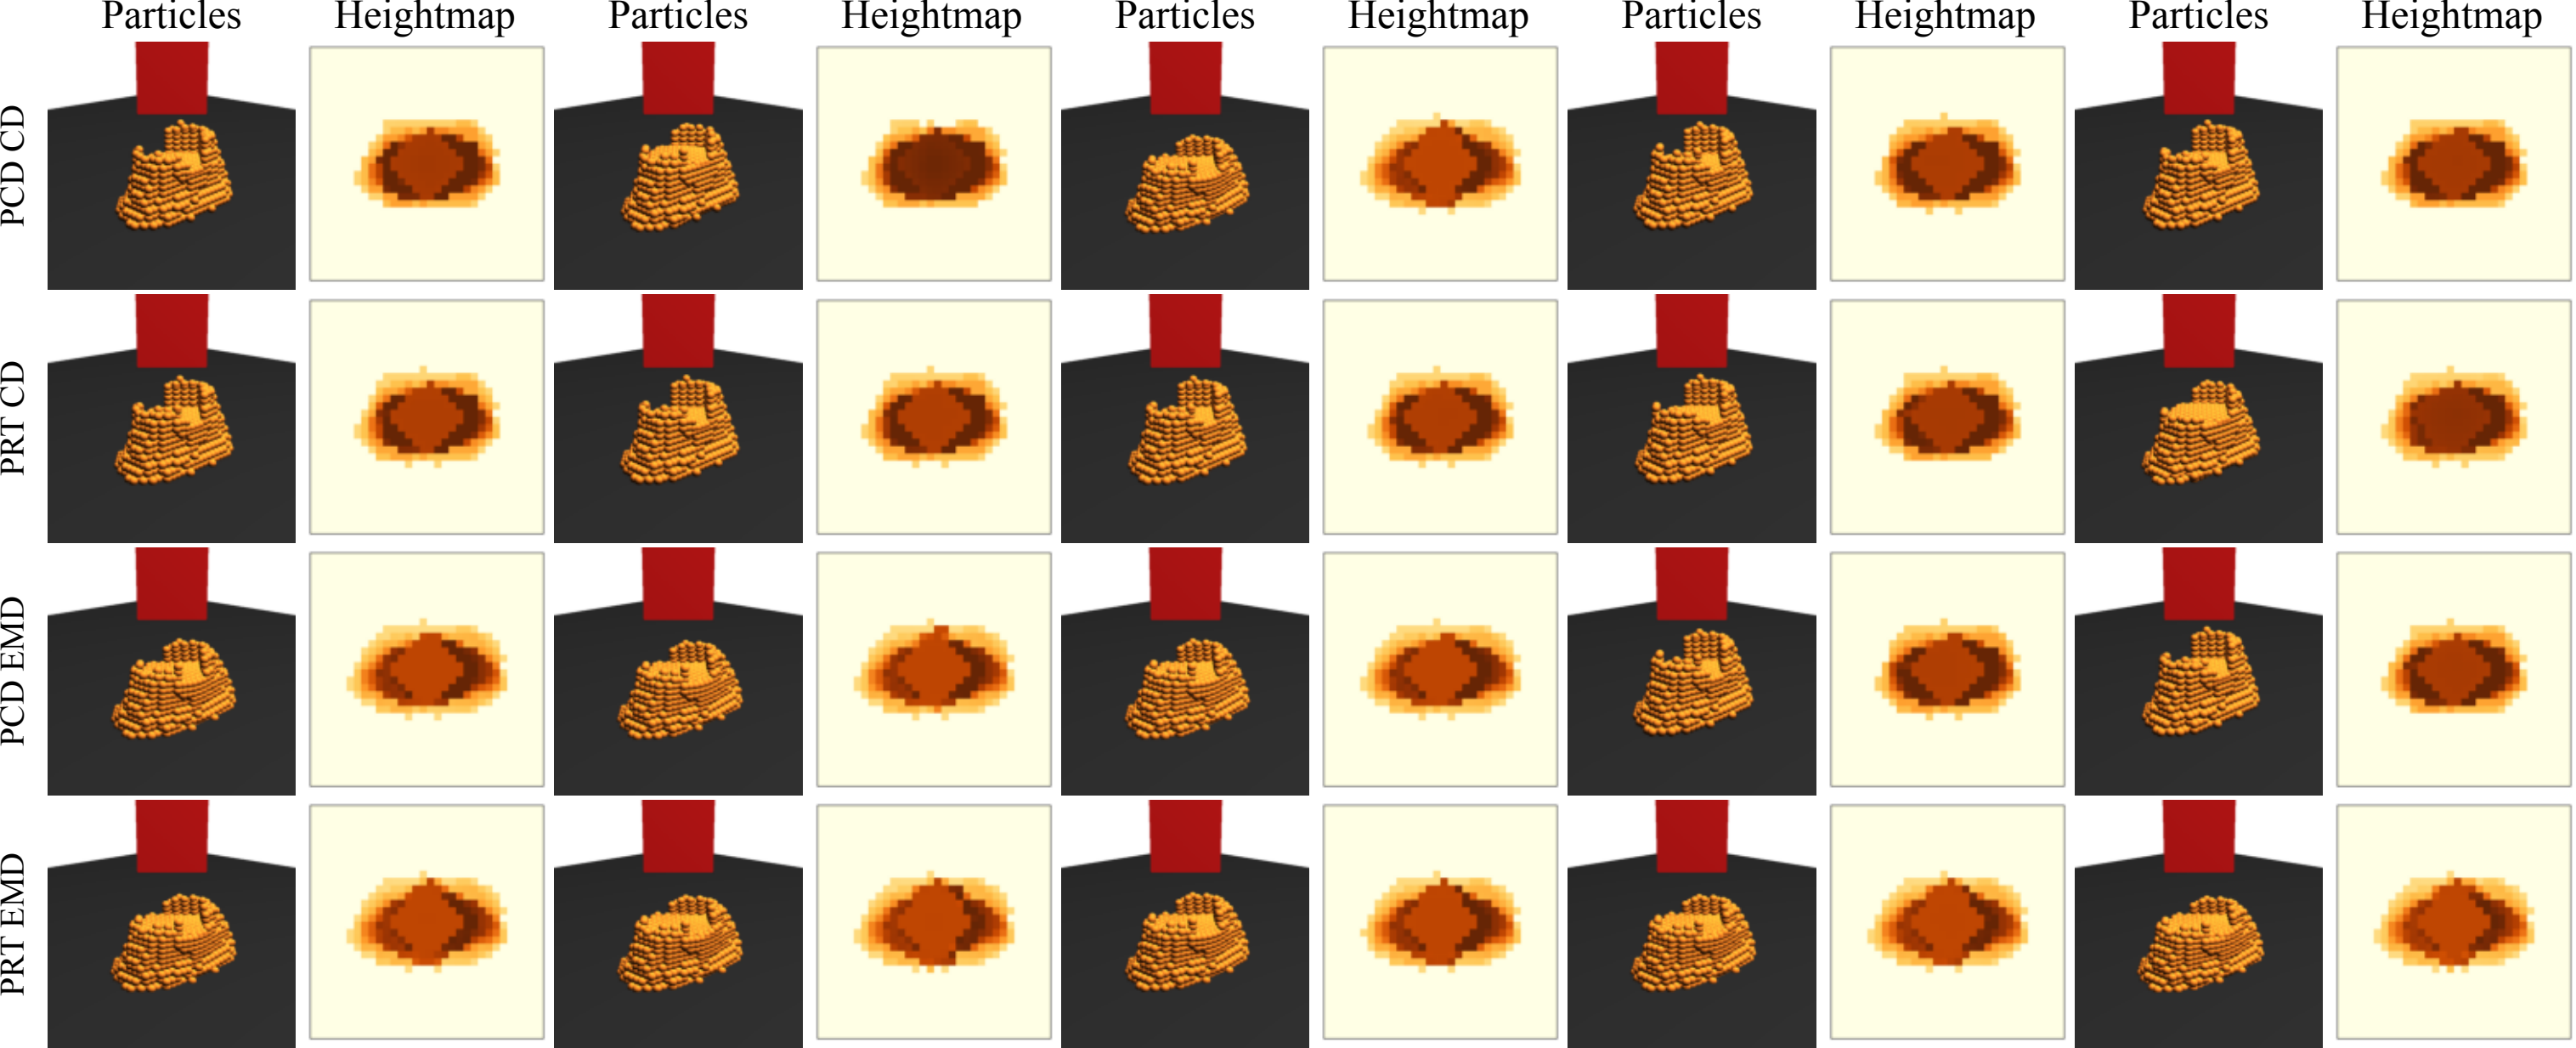 Particles Heightmap Particles Heightmap Particles Heightmap Particles Heightmap Particles Heightmap
PCD CD
PRT CD
PCD EMD
PRT EMD